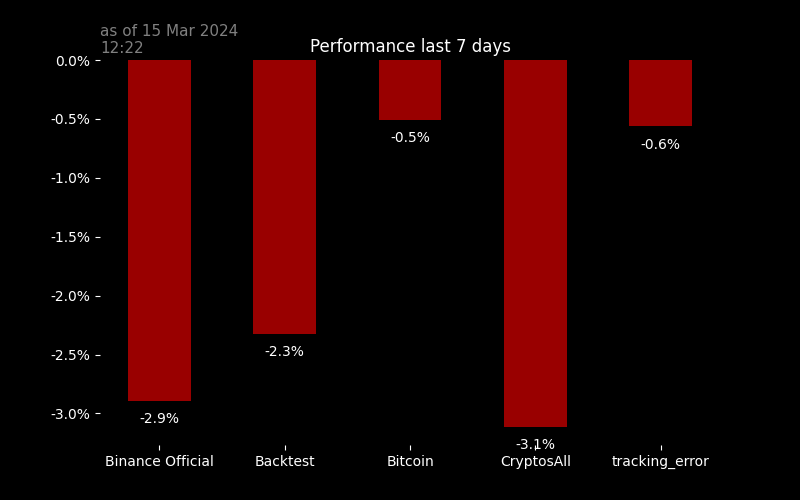 as of 15 Mar 2024
12:22
Performance last 7 days
0.0%
-0.5%
-1.0%
-1.5%
-2.0%
-2.5%
-3.0%
-2.9%
-2.3%
-0.5%
-3.1%
-0.6%
Binance Official
Backtest
Bitcoin
CryptosAll
tracking_error